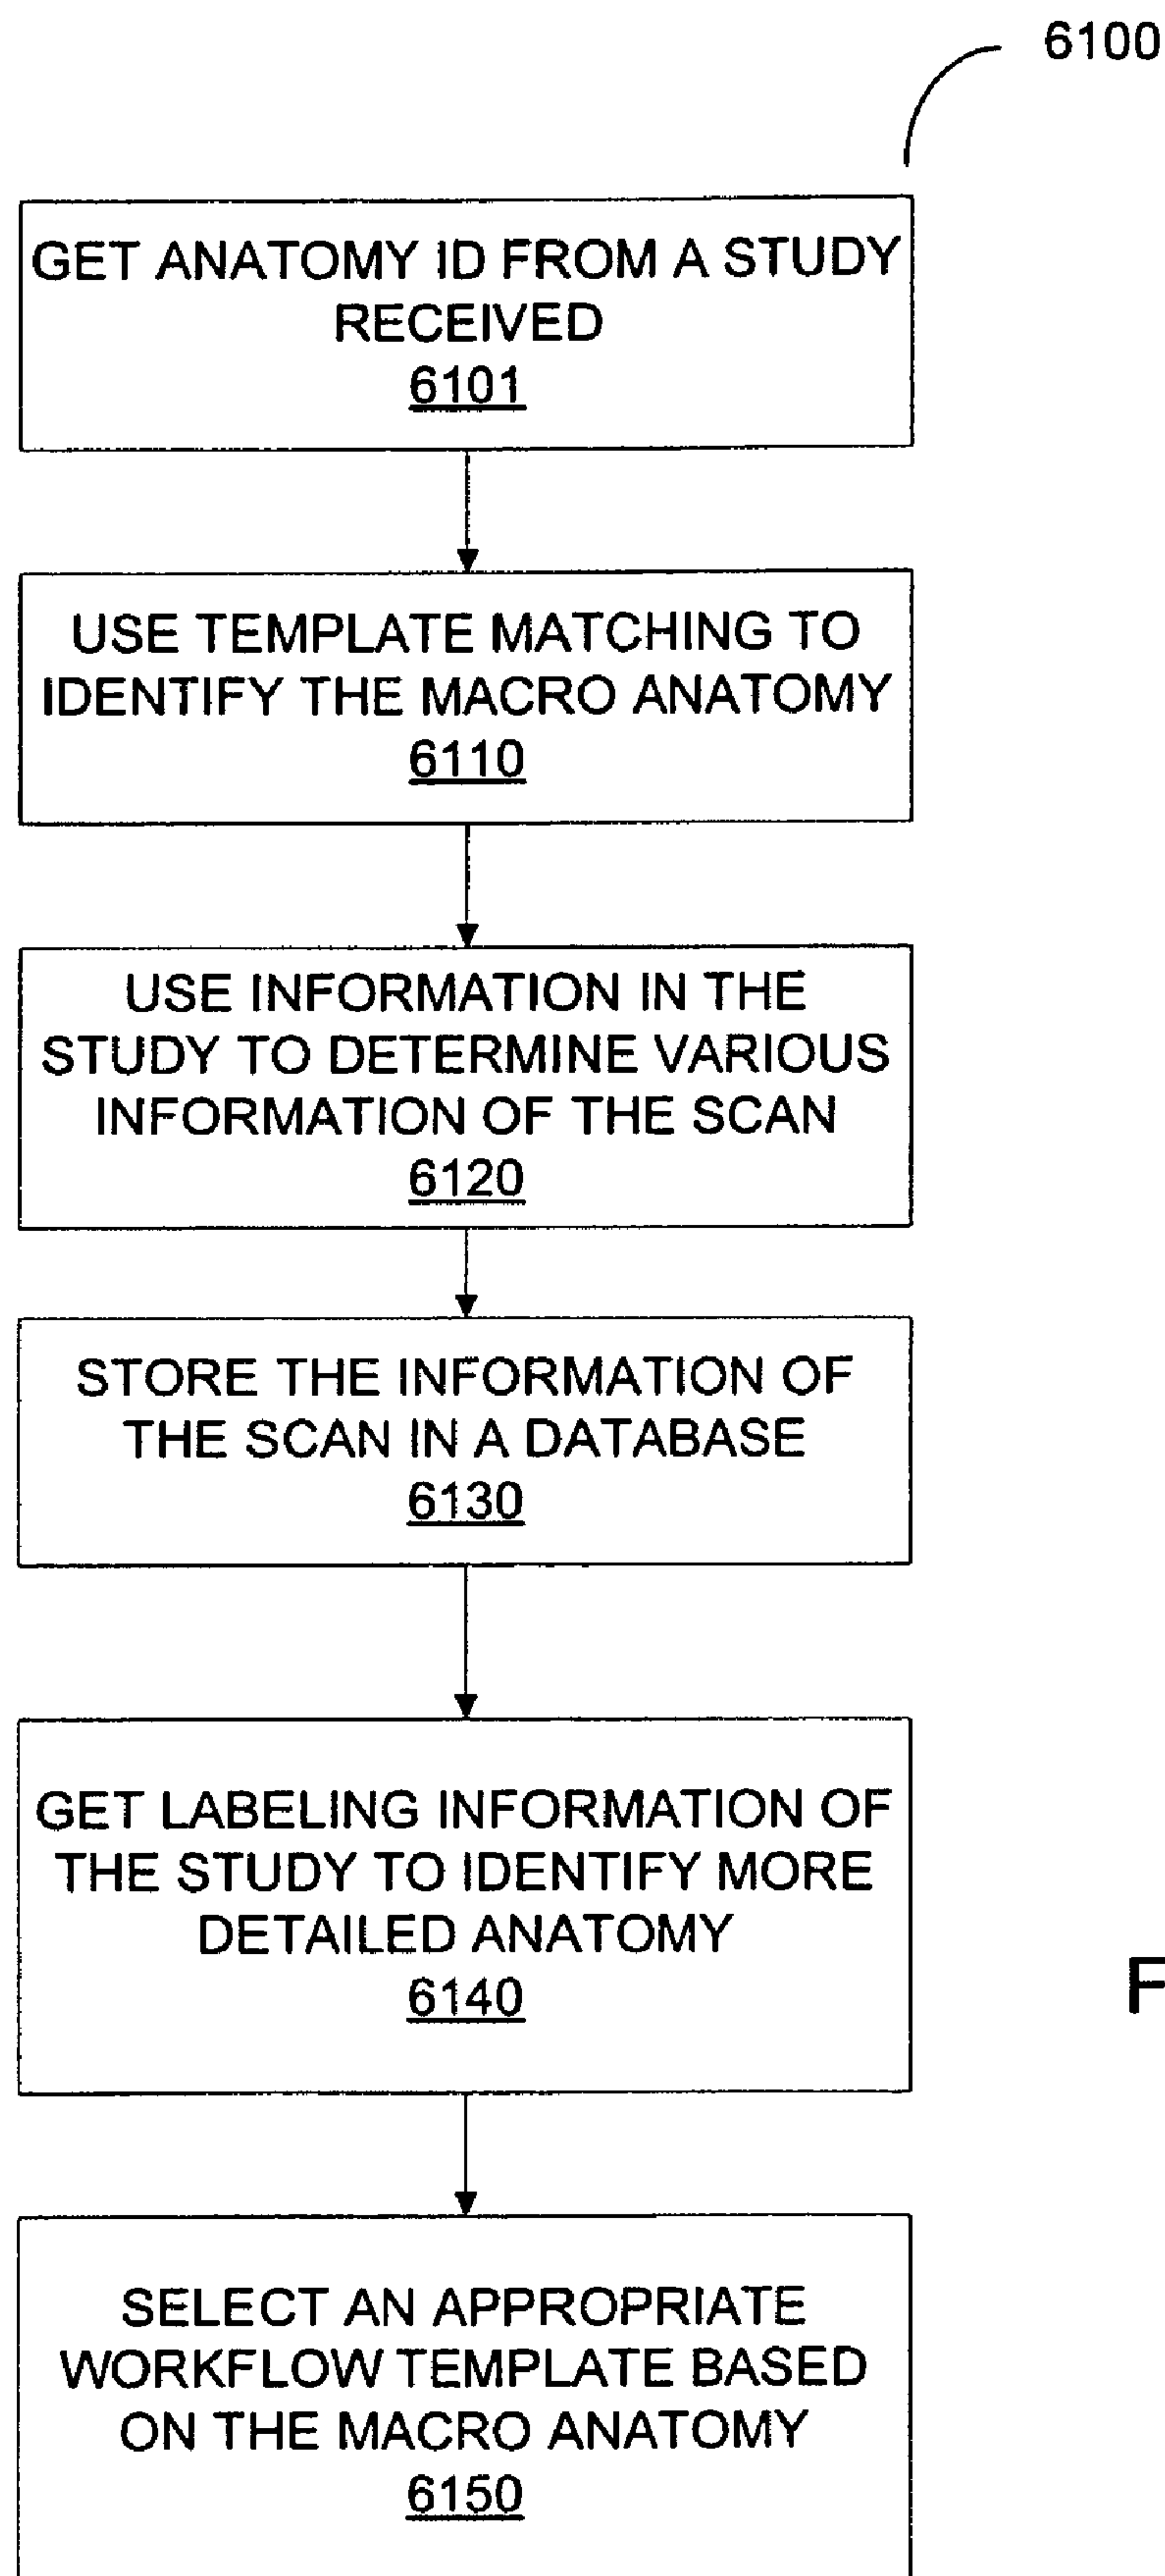 6100
GET ANATOMY ID FROM A STUDY
RECEIVED
6101
USE TEMPLATE MATCHING TO
IDENTIFY THE MACRO ANATOMY
6110
USE INFORMATION IN THE
STUDY TO DETERMINE VARIOUS
INFORMATION OF THE SCAN
6120
STORE THE INFORMATION OF
THE SCAN IN A DATABASE
6130
GET LABELING INFORMATION OF
THE STUDY TO IDENTIFY MORE
DETAILED ANATOMY
6140
F
SELECT AN APPROPRIATE
WORKFLOW TEMPLATE BASED
ON THE MACRO ANATOMY
6150